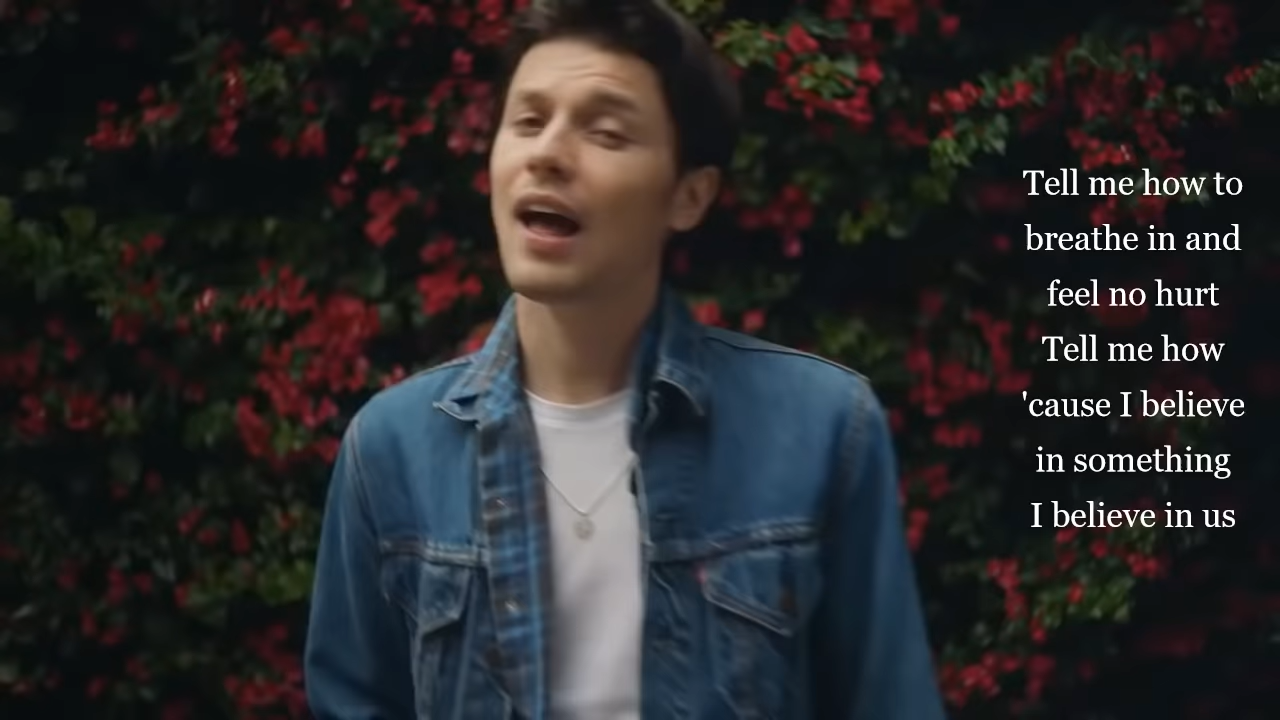 Tell me how to
breathe in and
feel no hurt
Tell me how
'cause I believe
in something
I believe in us